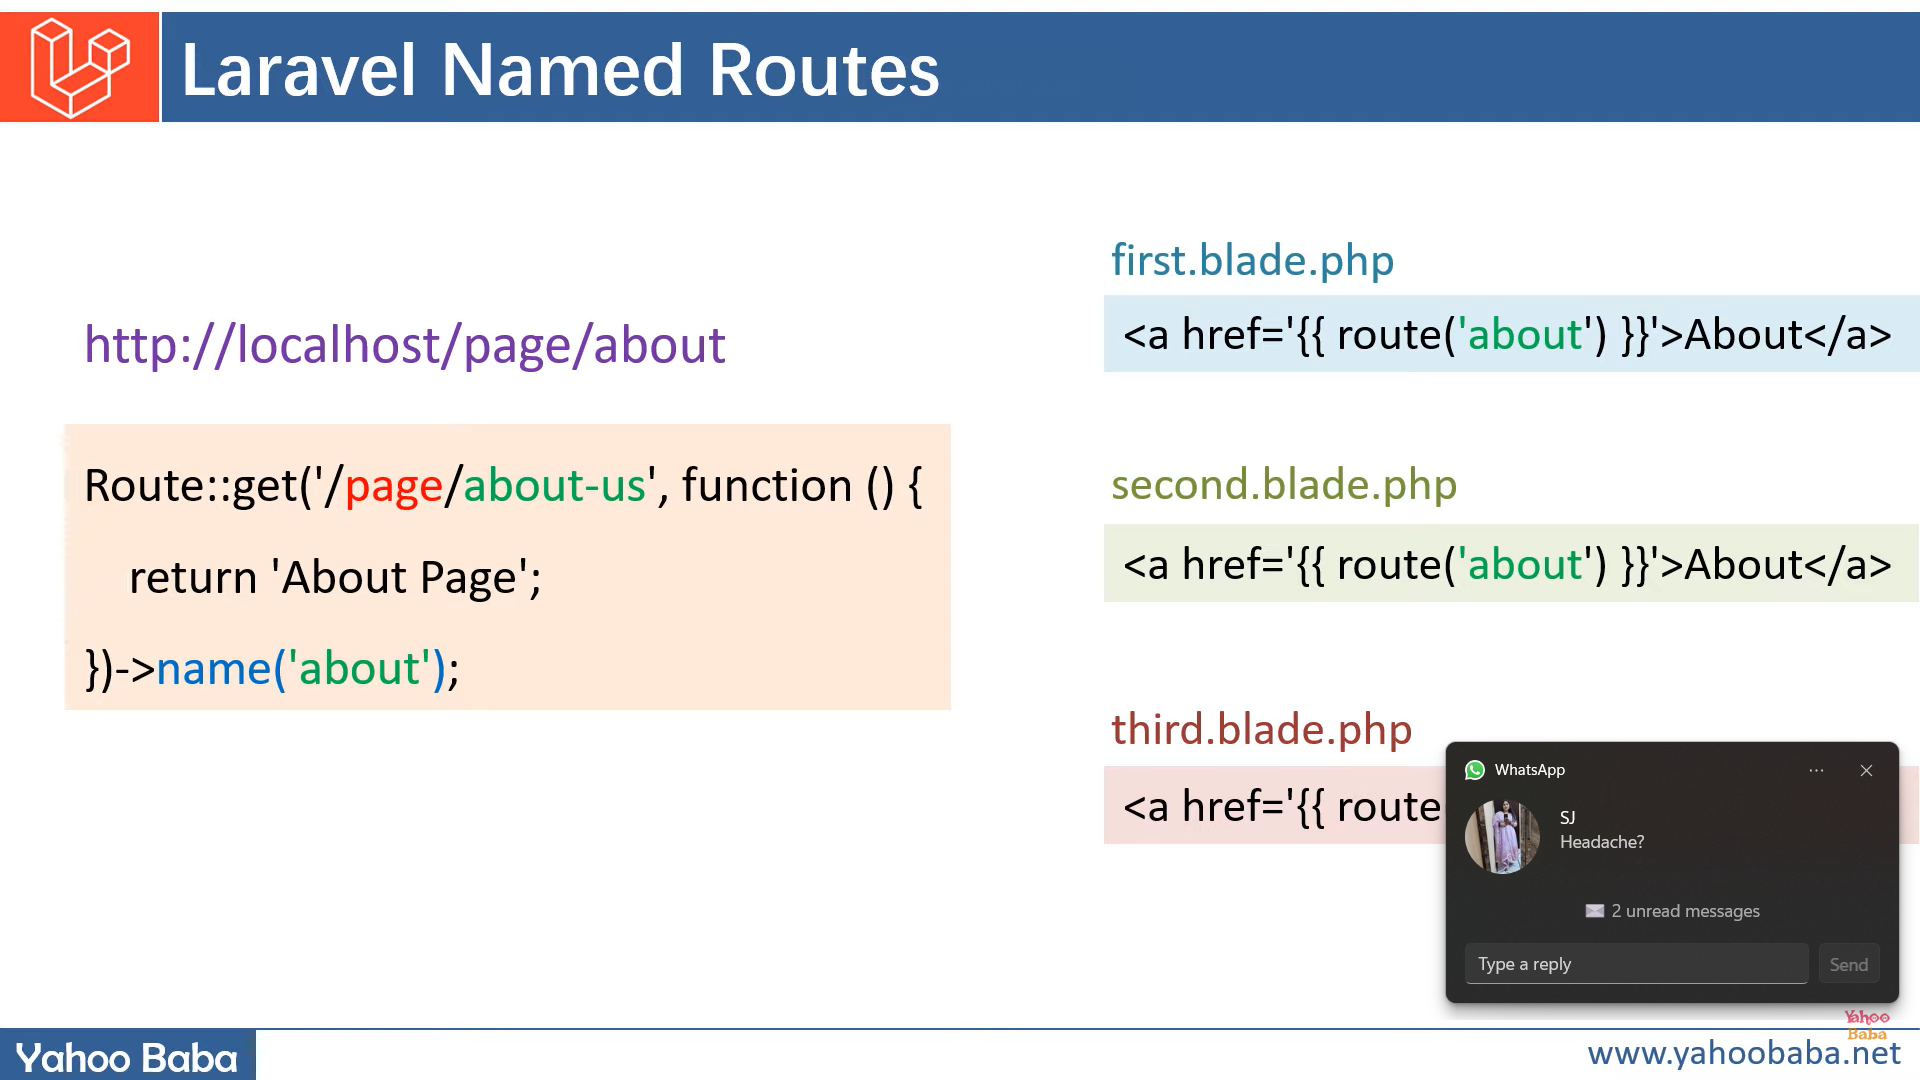 Laravel Named Routes
http://localhost/page/about
Route::get('/page/about-us', function () {
return 'About Page';
})->name('about');
first.blade.php
<a href='{{ route('about') }}'>About</a>
second.blade.php
<a href='{{ route('about') }}'>About</a>
third.blade.php
<a href='{{ route
WhatsApp
SJ
Headache?
2 unread messages
Type a reply
Send
Yahoo
Baba
Yahoo Baba
www.yahoobaba.net